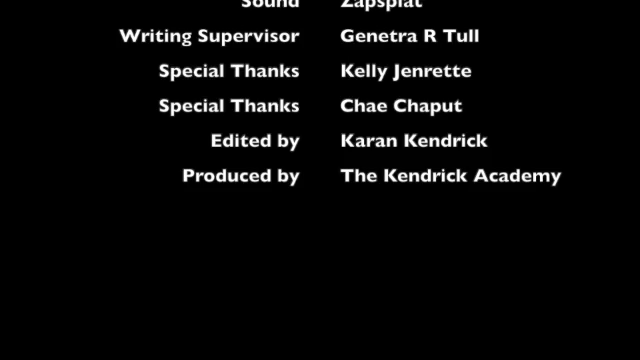 Sound Zapsplat
Writing Supervisor Genetra R Tull
Special Thanks Kelly Jenrette
Special Thanks Chae Chaput
Edited by Karan Kendrick
Produced by The Kendrick Academy